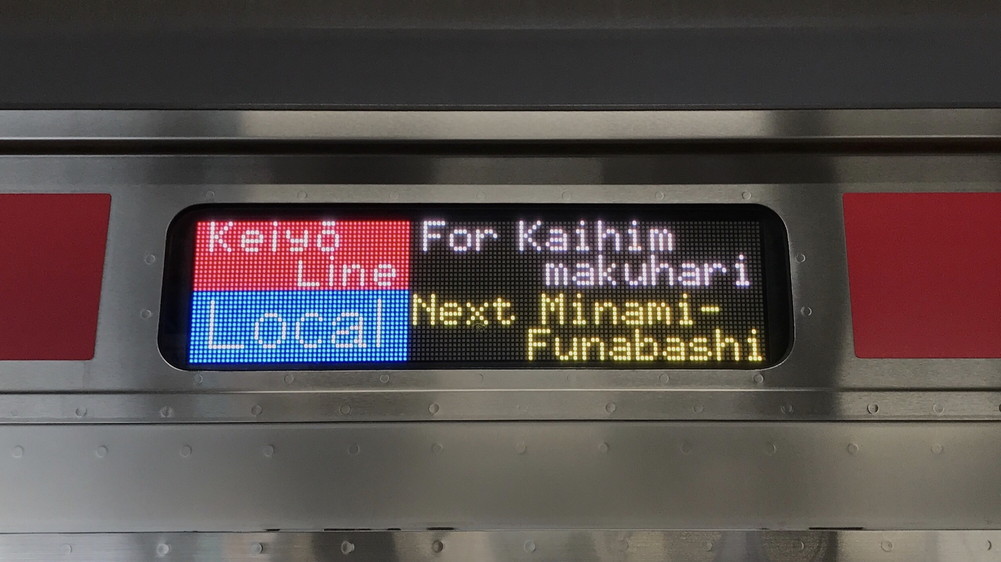 Keiyō
Line
Local
For Kaihim
makuhari
Next Minami-
Funabashi